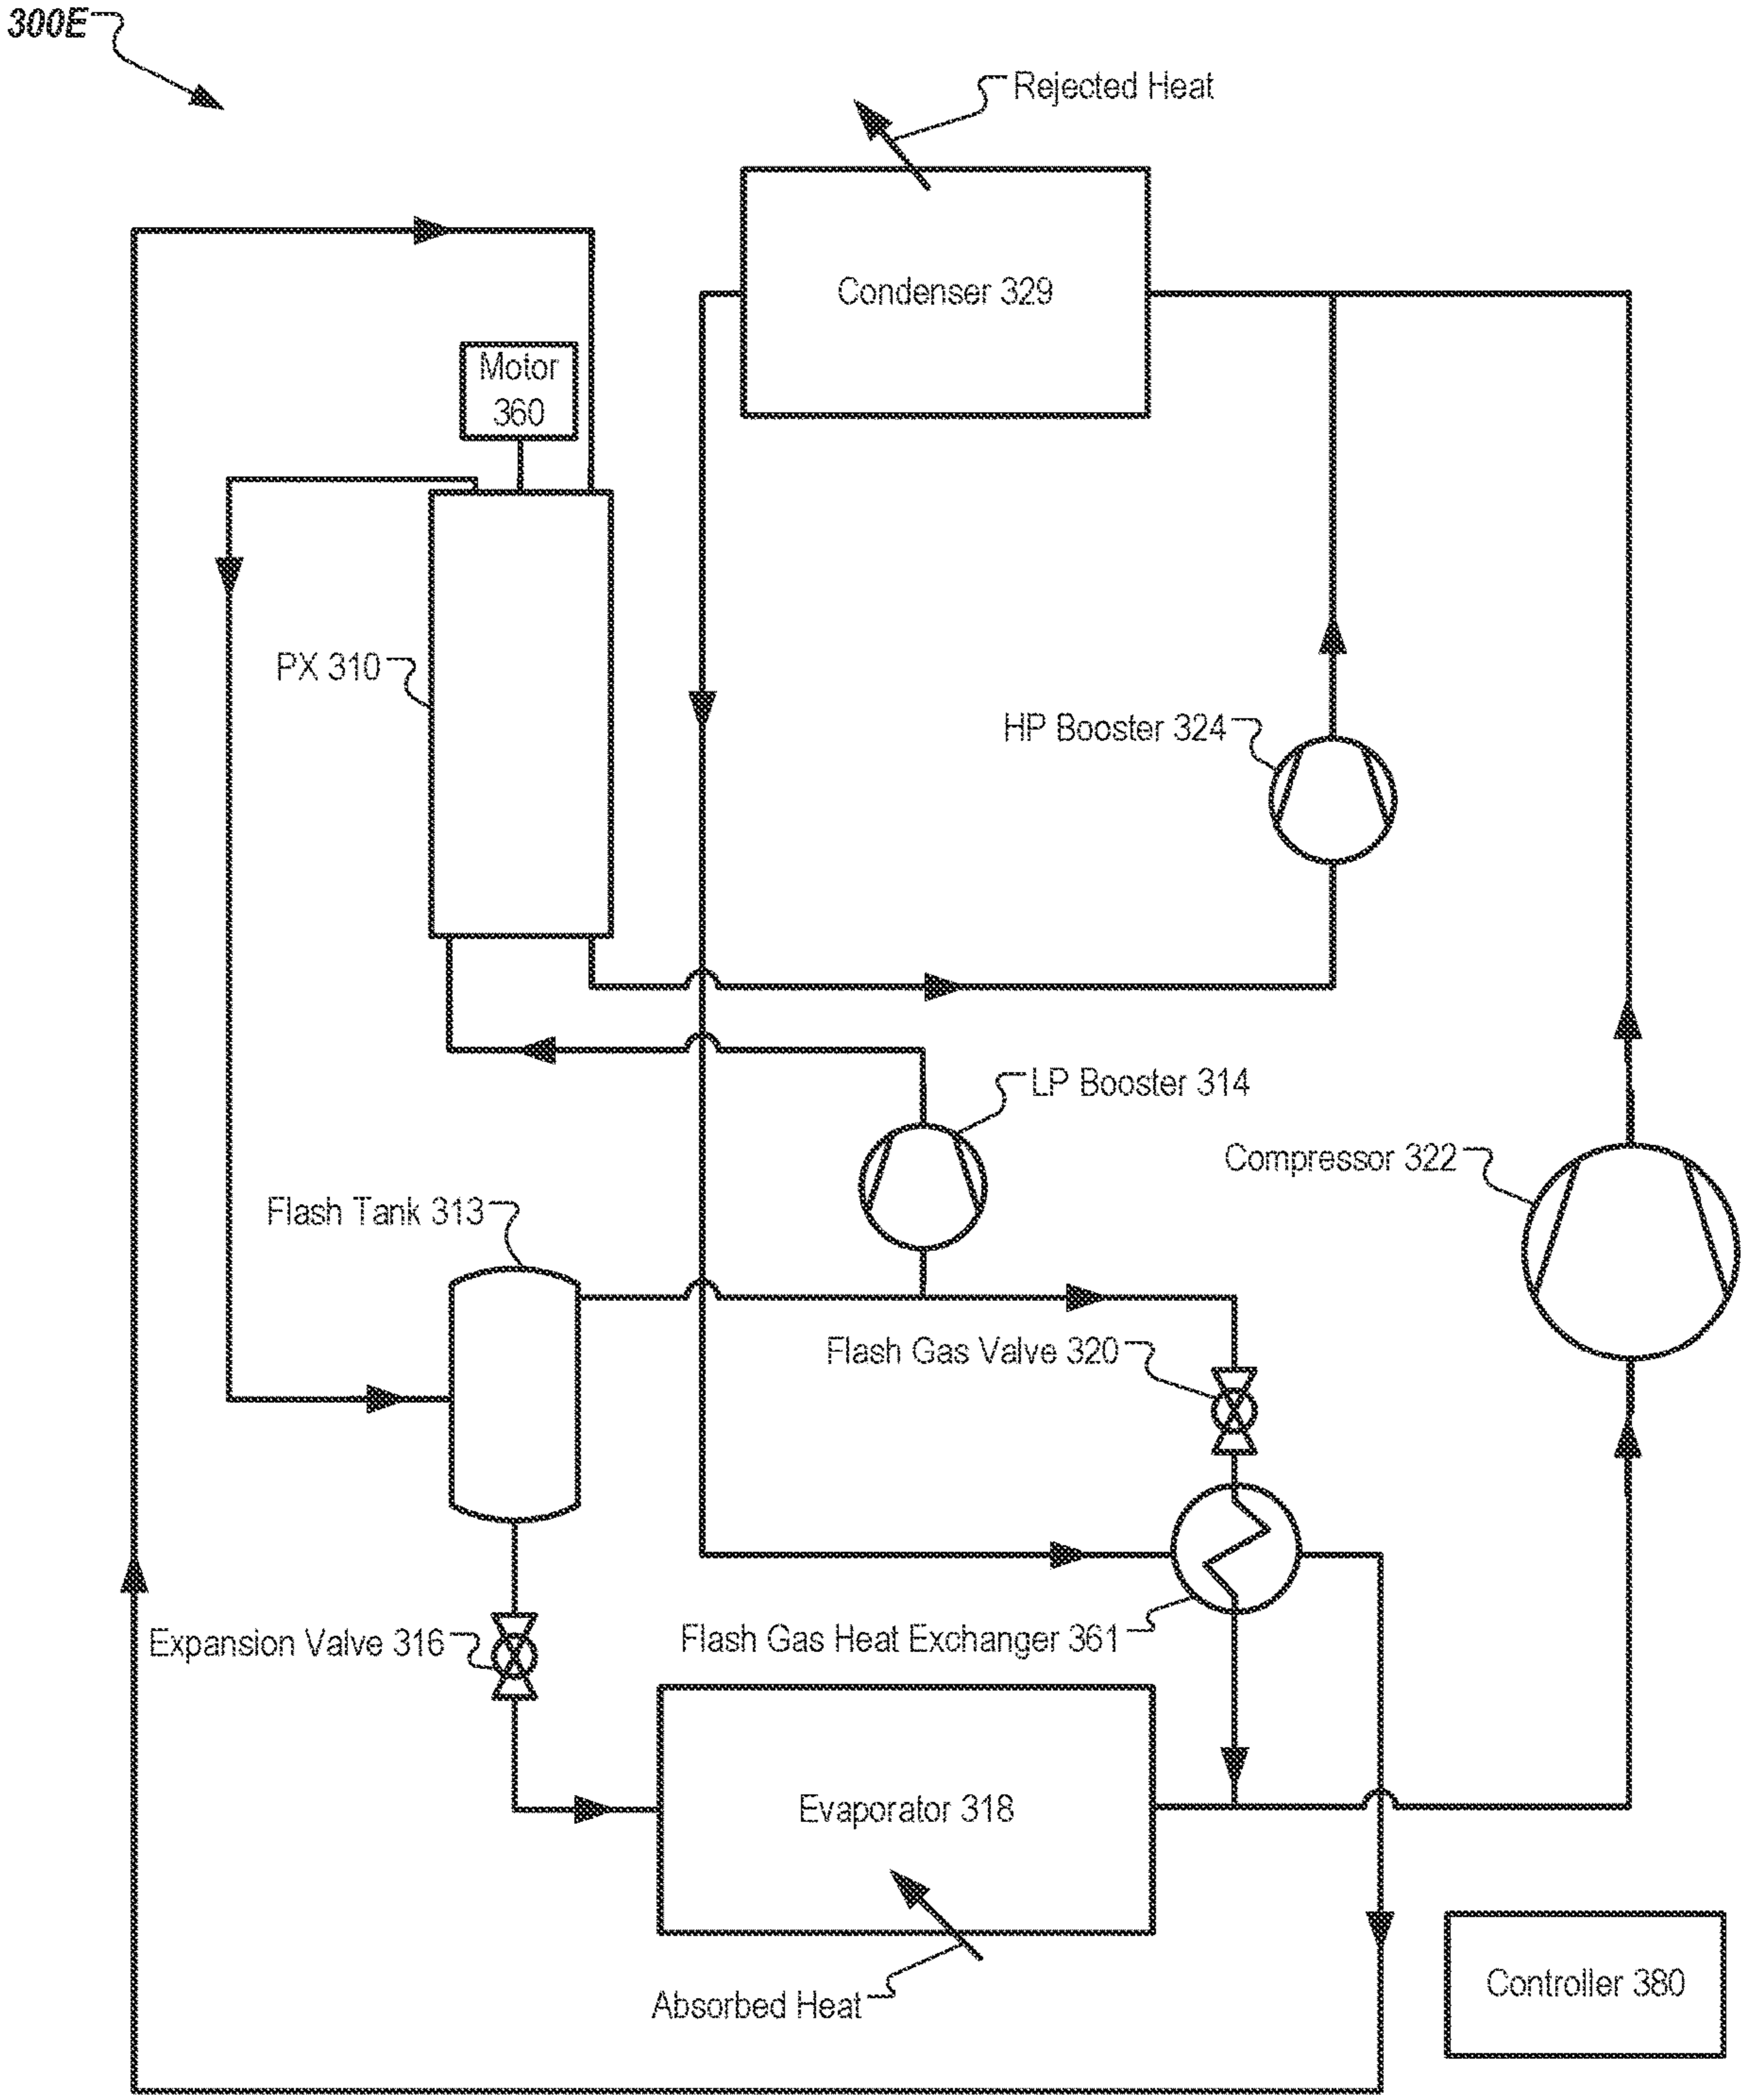 300E
Rejected Heat
Condenser 329
Motor
360
PX 310
HP Booster 324
LP Booster 314
Compressor 322
Flash Tank 313
Flash Gas Valve 320
Expansion Valve 316
Flash Gas Heat Exchanger 361
Evaporator 318
Controller 380
Absorbed Heat